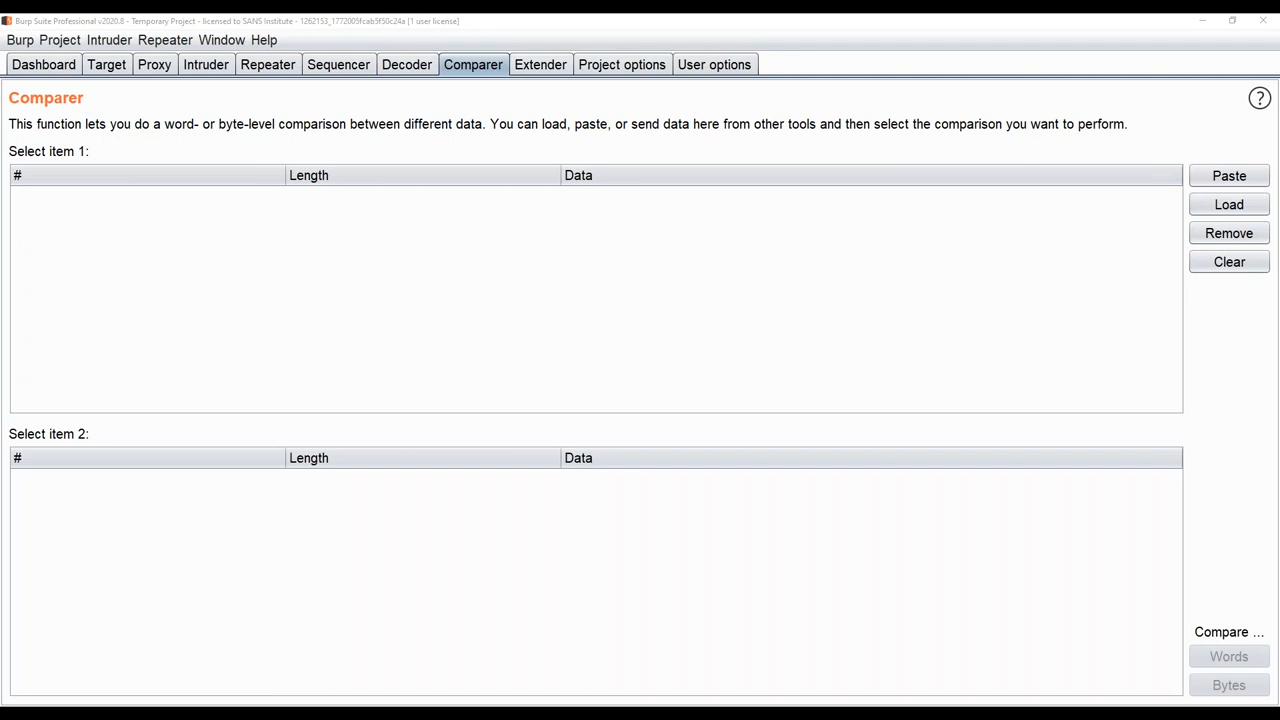 Burp Suite Professional v2020.8 - Temporary Project - licensed to SANS Institute - 1262153_1772005fcab5f50c24a [1 user license]
Burp Project Intruder Repeater Window Help
Dashboard Target Proxy Intruder Repeater Sequencer Decoder Comparer Extender Project options User options
Comparer
?
This function lets you do a word- or byte-level comparison between different data. You can load, paste, or send data here from other tools and then select the comparison you want to perform.
Select item 1:
# Length Data
Paste
Load
Remove
Clear
Select item 2:
# Length Data
Compare ...
Words
Bytes